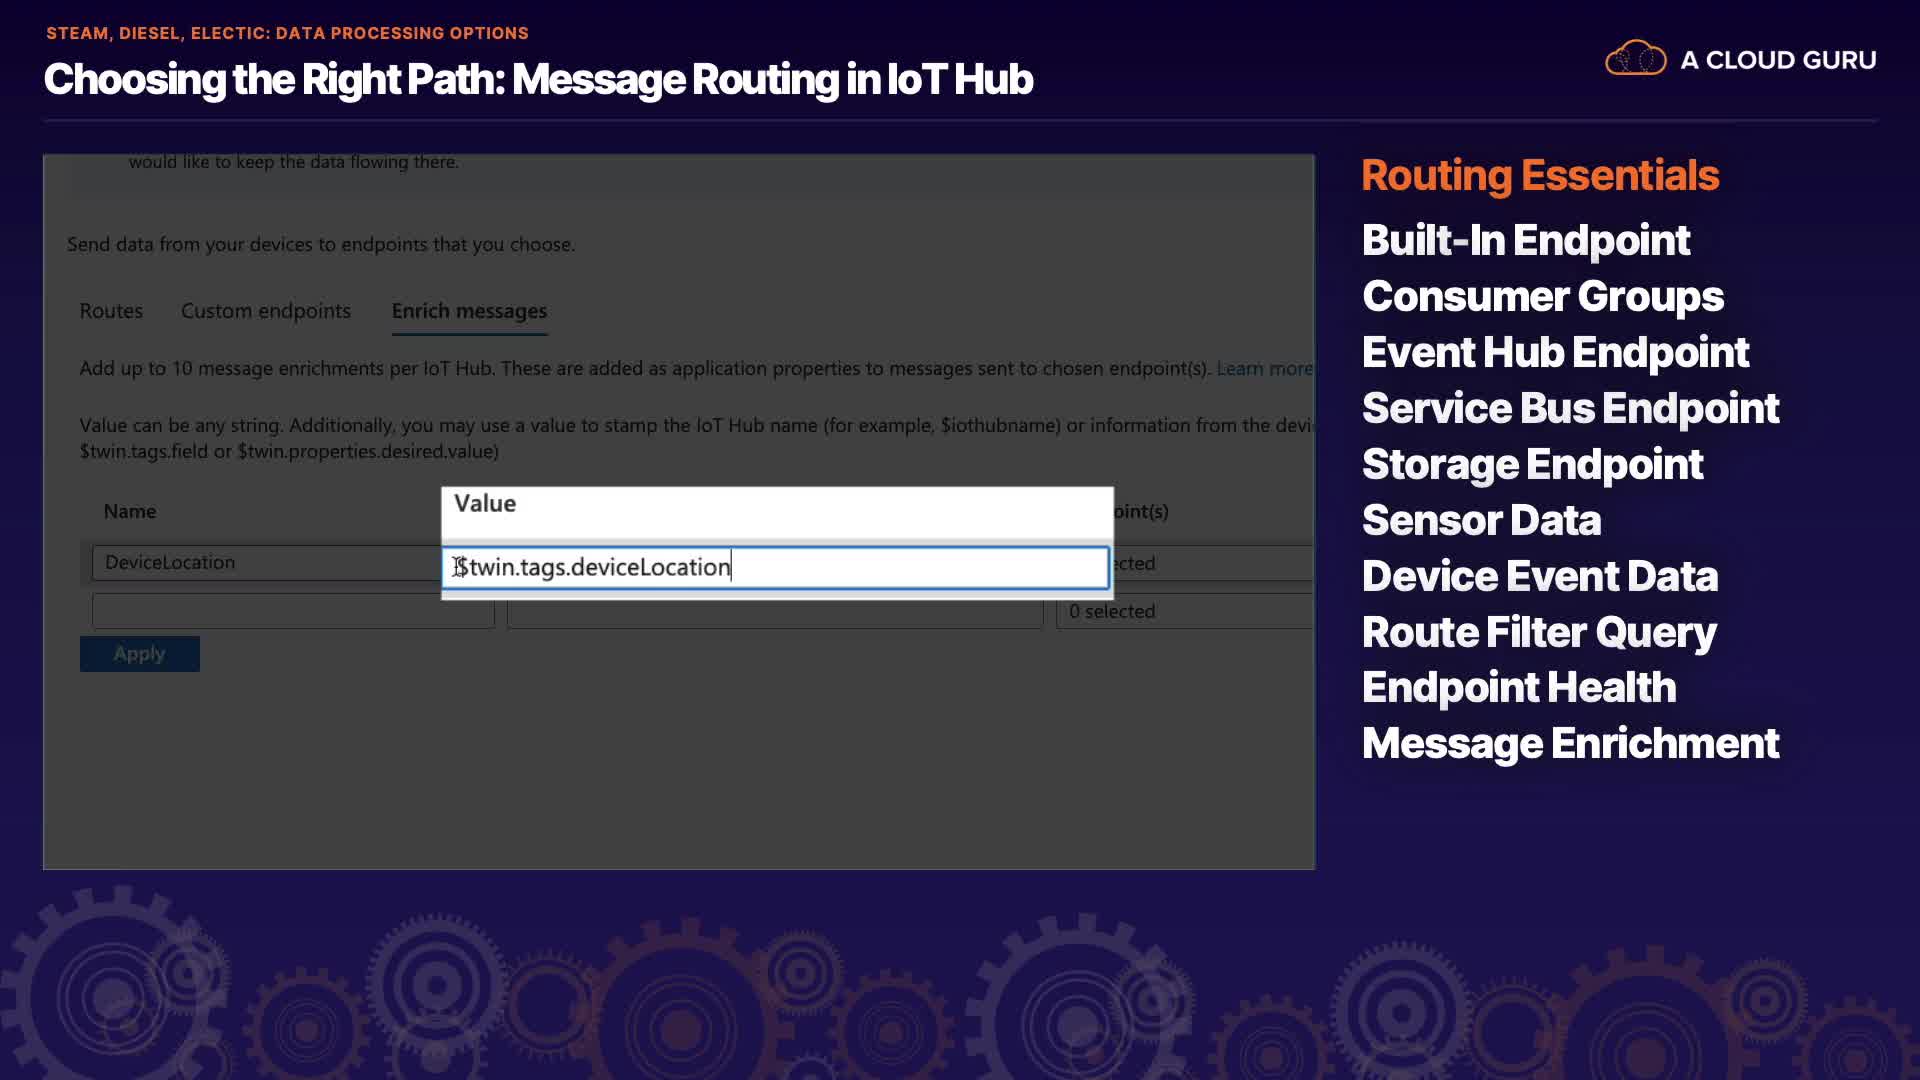 STEAM, DIESEL, ELECTIC: DATA PROCESSING OPTIONS
Choosing the Right Path: Message Routing in IoT Hub
A CLOUD GURU
would like to keep the data flowing there.
Send data from your devices to endpoints that you choose.
Routes Custom endpoints Enrich messages
Add up to 10 message enrichments per IoT Hub. These are added as application properties to messages sent to chosen endpoint(s). Learn more
Value can be any string. Additionally, you may use a value to stamp the IoT Hub name (for example, $iothubname) or information from the devi
$twin.tags.field or $twin.properties.desired.value)
Name Value oint(s)
DeviceLocation $twin.tags.deviceLocation ected
0 selected
Apply
Routing Essentials
Built-In Endpoint
Consumer Groups
Event Hub Endpoint
Service Bus Endpoint
Storage Endpoint
Sensor Data
Device Event Data
Route Filter Query
Endpoint Health
Message Enrichment